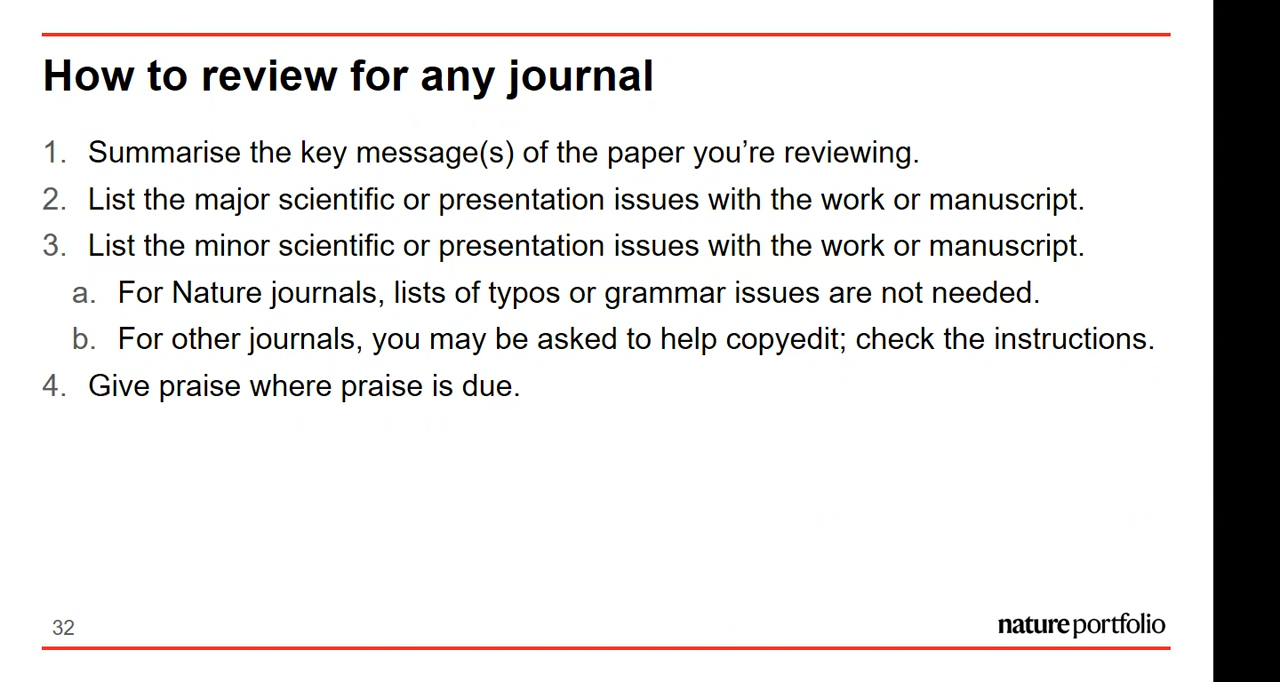 How to review for any journal
1. Summarise the key message(s) of the paper you’re reviewing.
2. List the major scientific or presentation issues with the work or manuscript.
3. List the minor scientific or presentation issues with the work or manuscript.
a. For Nature journals, lists of typos or grammar issues are not needed.
b. For other journals, you may be asked to help copyedit; check the instructions.
4. Give praise where praise is due.
32
nature portfolio